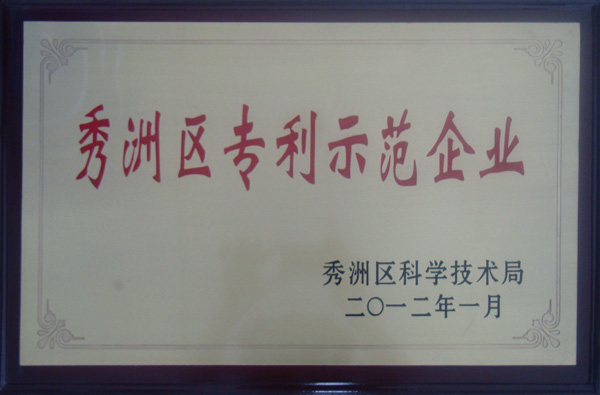 秀洲区专利示范企业
秀洲区科学技术局
二〇一二年一月